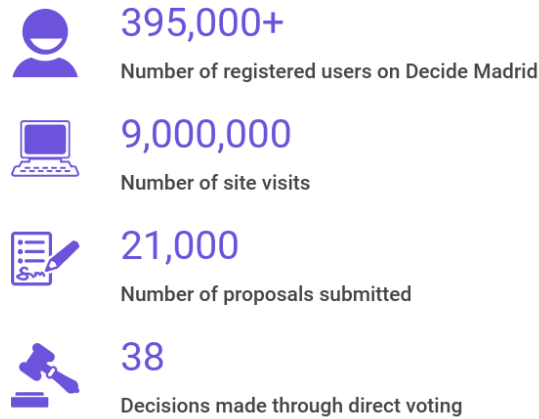 395,000+
Number of registered users on Decide Madrid
9,000,000
Number of site visits
21,000
Number of proposals submitted
38
Decisions made through direct voting